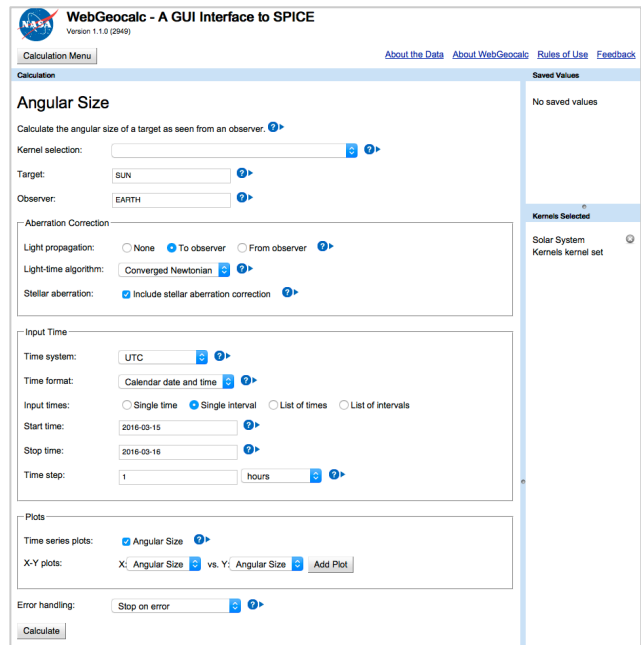 NASA
WebGeocalc - A GUI Interface to SPICE
Version 1.1.0 (2949)
Calculation Menu
About the Data About WebGeocalc Rules of Use Feedback
Calculation
Saved Values
Angular Size
No saved values
Calculate the angular size of a target as seen from an observer. ?
Kernel selection: ?
Target: SUN ?
Observer: EARTH ?
Kernels Selected
Aberration Correction
Solar System
Kernels kernel set
Light propagation: None To observer From observer ?
Light-time algorithm: Converged Newtonian ?
Stellar aberration: Include stellar aberration correction ?
Input Time
Time system: UTC ?
Time format: Calendar date and time ?
Input times: Single time Single interval List of times List of intervals
Start time: 2016-03-15 ?
Stop time: 2016-03-16 ?
Time step: 1 hours ?
Plots
Time series plots: Angular Size ?
X-Y plots: X: Angular Size vs. Y: Angular Size Add Plot
Error handling: Stop on error ?
Calculate